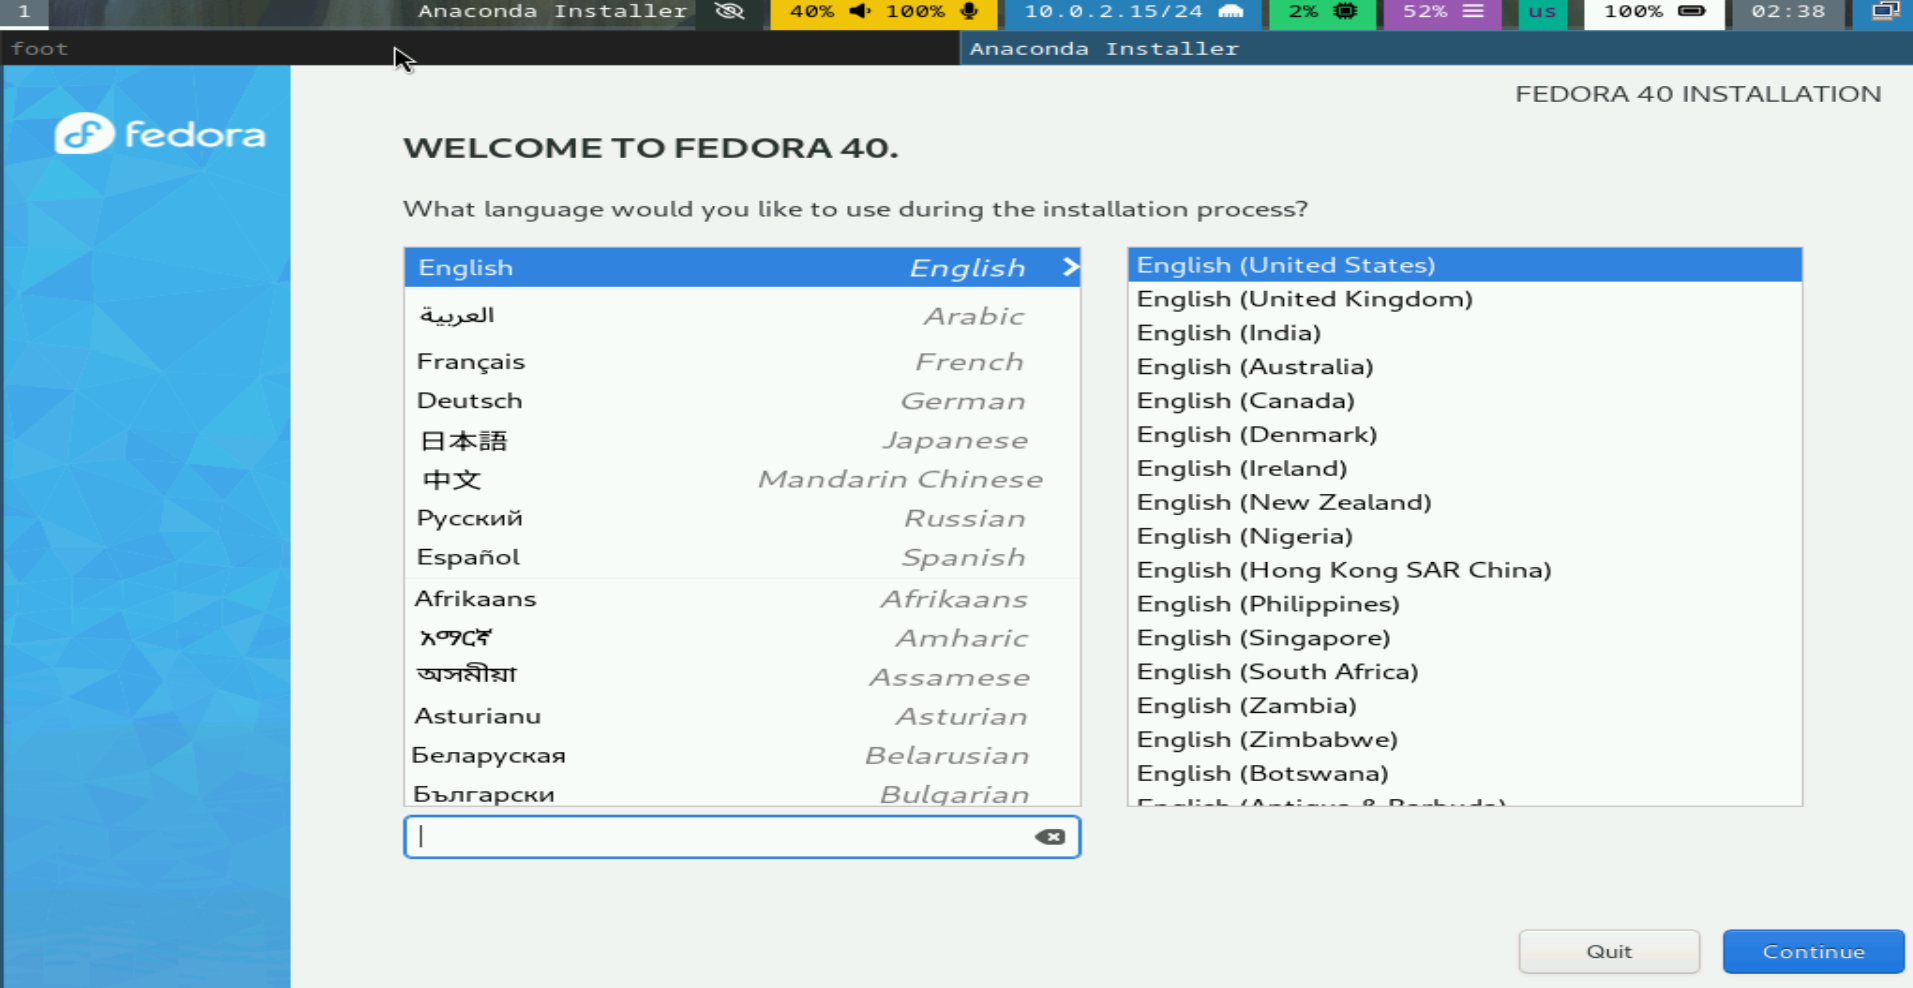 1 Anaconda Installer 40% 100% 10.0.2.15/24 2% 52% us 100% 02:38
foot Anaconda Installer
fedora
FEDORA 40 INSTALLATION
WELCOME TO FEDORA 40.
What language would you like to use during the installation process?
English English
العربية Arabic
Français French
Deutsch German
日本語 Japanese
中文 Mandarin Chinese
Русский Russian
Español Spanish
Afrikaans Afrikaans
አማርኛ Amharic
অসমীয়া Assamese
Asturianu Asturian
Беларуская Belarusian
Български Bulgarian
English (United States)
English (United Kingdom)
English (India)
English (Australia)
English (Canada)
English (Denmark)
English (Ireland)
English (New Zealand)
English (Nigeria)
English (Hong Kong SAR China)
English (Philippines)
English (Singapore)
English (South Africa)
English (Zambia)
English (Zimbabwe)
English (Botswana)
English (Antigua & Barbuda)
Quit Continue